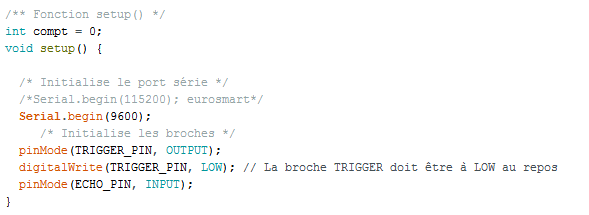 /** Fonction setup() */
int compt = 0;
void setup() {
/* Initialise le port série */
/*Serial.begin(115200); eurosmart*/
Serial.begin(9600);
/* Initialise les broches */
pinMode(TRIGGER_PIN, OUTPUT);
digitalWrite(TRIGGER_PIN, LOW); // La broche TRIGGER doit être à LOW au repos
pinMode(ECHO_PIN, INPUT);
}